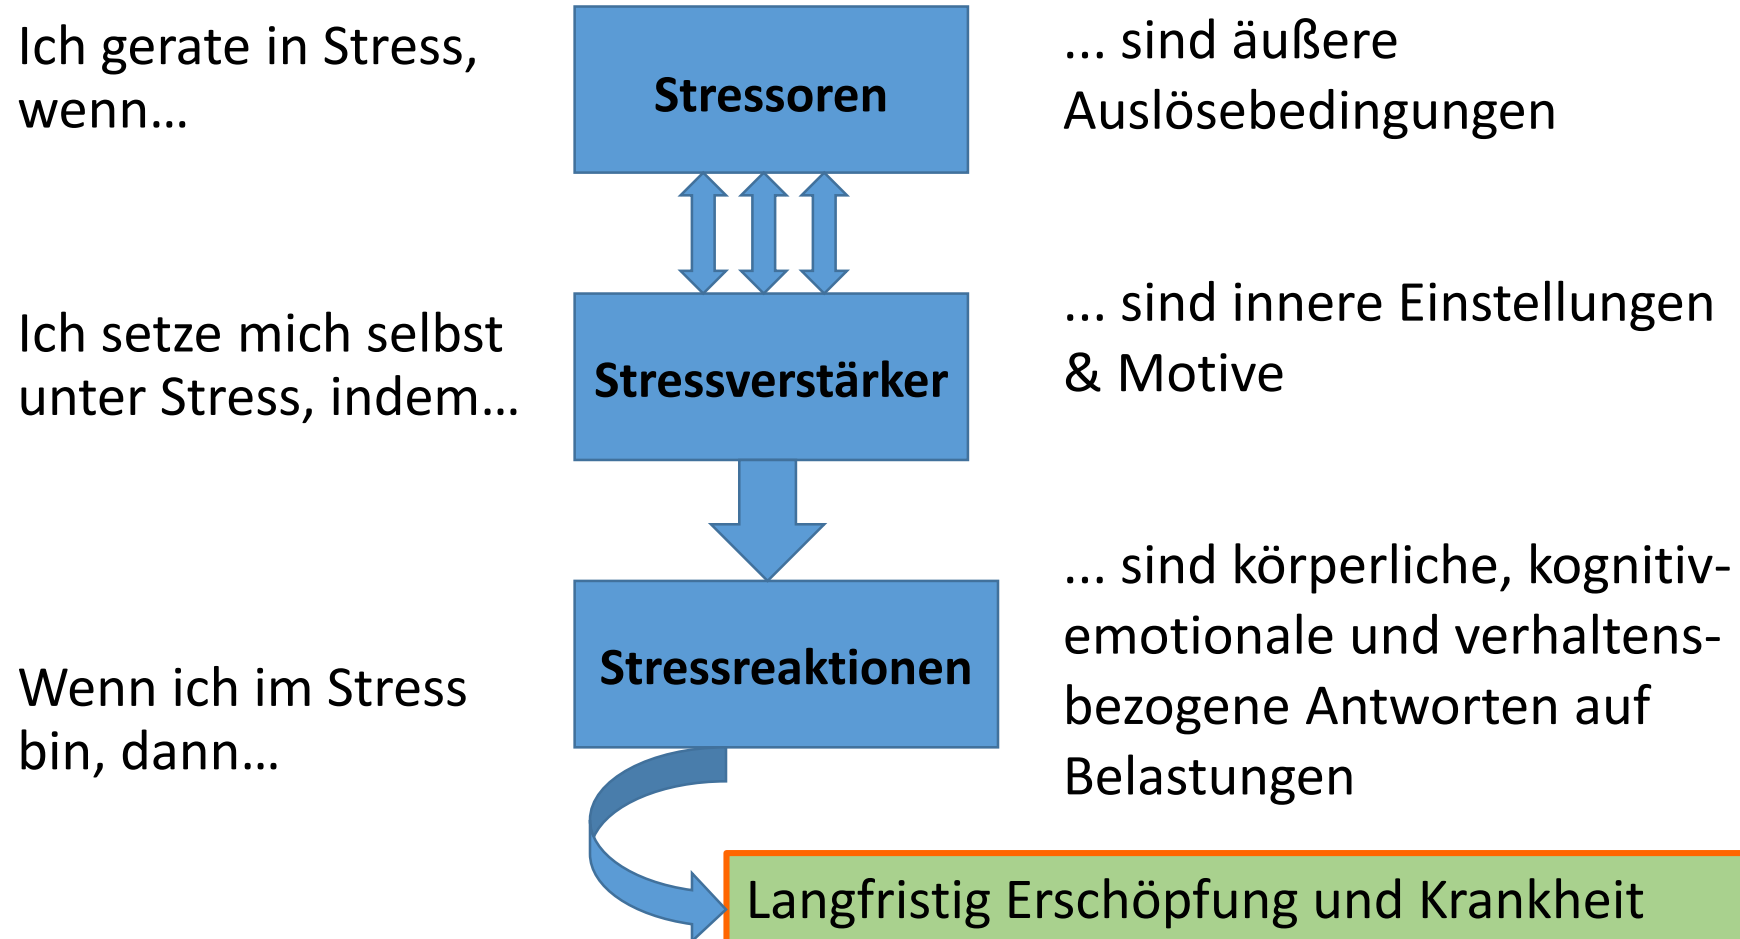 Ich gerate in Stress,
wenn…
Stressoren
... sind äußere
Auslösebedingungen
Ich setze mich selbst
unter Stress, indem…
Stressverstärker
... sind innere Einstellungen
& Motive
Wenn ich im Stress
bin, dann…
Stressreaktionen
... sind körperliche, kognitiv-
emotionale und verhaltens-
bezogene Antworten auf
Belastungen
Langfristig Erschöpfung und Krankheit